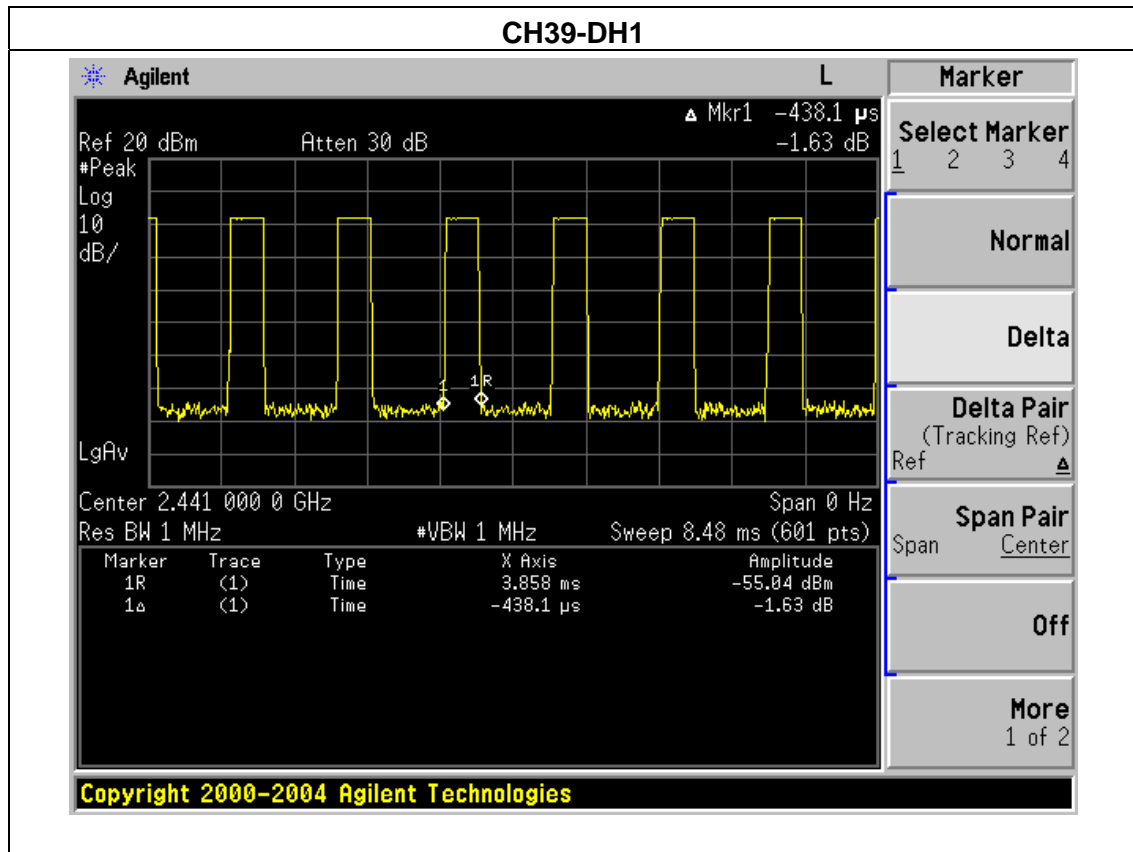 CH39-DH1
Agilent L
Marker
Δ Mkr1 -438.1 µs
Ref 20 dBm Atten 30 dB -1.63 dB
#Peak
Log
10
dB/
1 1R
LgAv
Center 2.441 000 0 GHz Span 0 Hz
Res BW 1 MHz #VBW 1 MHz Sweep 8.48 ms (601 pts)
Marker Trace Type X Axis Amplitude
1R (1) Time 3.858 ms -55.04 dBm
1Δ (1) Time -438.1 µs -1.63 dB
Select Marker
1 2 3 4
Normal
Delta
Delta Pair
(Tracking Ref)
Ref Δ
Span Pair
Span Center
Off
More
1 of 2
Copyright 2000-2004 Agilent Technologies